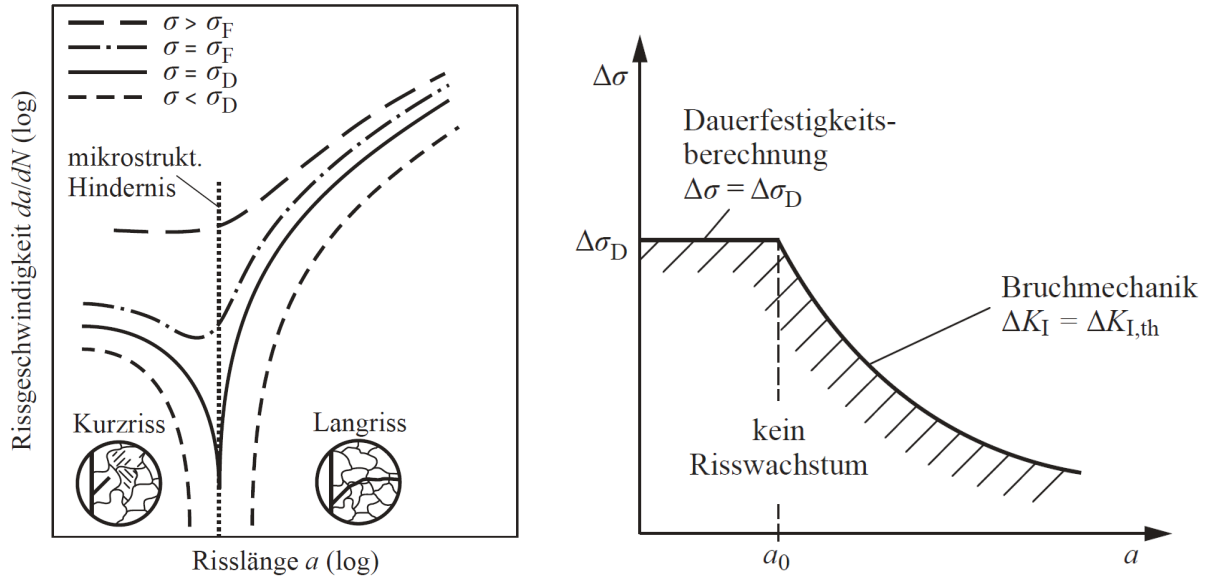 σ > σF
σ = σF
σ = σD
σ < σD
mikrostrukt.
Hindernis
Kurzriss
Langriss
Rissgeschwindigkeit da/dN (log)
Risslänge a (log)
Δσ
Dauerfestigkeits-
berechnung
Δσ = ΔσD
ΔσD
Bruchmechanik
ΔKI = ΔKI,th
kein
Risswachstum
a0
a